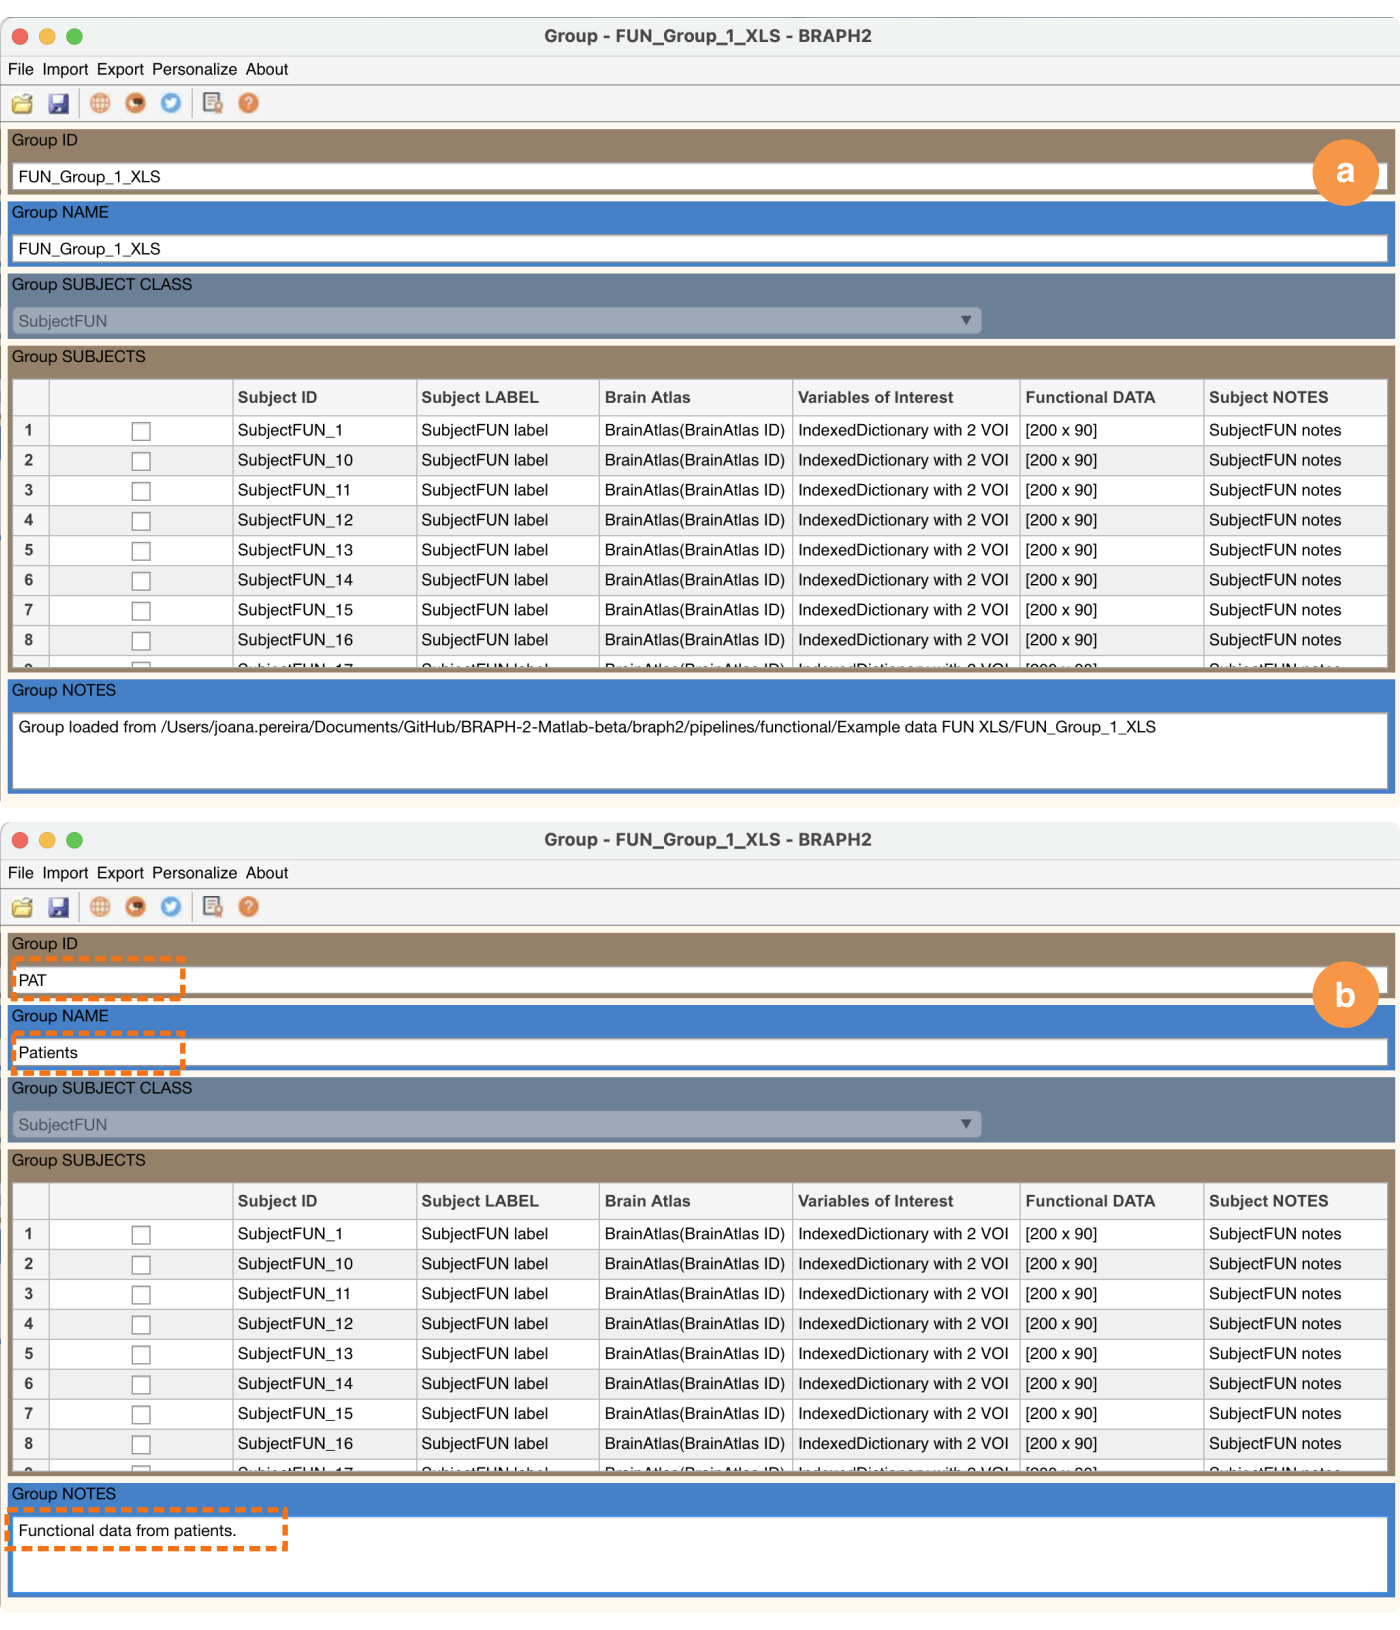 Group - FUN_Group_1_XLS - BRAPH2
File Import Export Personalize About
Group ID
a
FUN_Group_1_XLS
Group NAME
FUN_Group_1_XLS
Group SUBJECT CLASS
SubjectFUN
Group SUBJECTS
Subject ID Subject LABEL Brain Atlas Variables of Interest Functional DATA Subject NOTES
1 SubjectFUN_1 SubjectFUN label BrainAtlas(BrainAtlas ID) IndexedDictionary with 2 VOI [200 x 90] SubjectFUN notes
2 SubjectFUN_10 SubjectFUN label BrainAtlas(BrainAtlas ID) IndexedDictionary with 2 VOI [200 x 90] SubjectFUN notes
3 SubjectFUN_11 SubjectFUN label BrainAtlas(BrainAtlas ID) IndexedDictionary with 2 VOI [200 x 90] SubjectFUN notes
4 SubjectFUN_12 SubjectFUN label BrainAtlas(BrainAtlas ID) IndexedDictionary with 2 VOI [200 x 90] SubjectFUN notes
5 SubjectFUN_13 SubjectFUN label BrainAtlas(BrainAtlas ID) IndexedDictionary with 2 VOI [200 x 90] SubjectFUN notes
6 SubjectFUN_14 SubjectFUN label BrainAtlas(BrainAtlas ID) IndexedDictionary with 2 VOI [200 x 90] SubjectFUN notes
7 SubjectFUN_15 SubjectFUN label BrainAtlas(BrainAtlas ID) IndexedDictionary with 2 VOI [200 x 90] SubjectFUN notes
8 SubjectFUN_16 SubjectFUN label BrainAtlas(BrainAtlas ID) IndexedDictionary with 2 VOI [200 x 90] SubjectFUN notes
Group NOTES
Group loaded from /Users/joana.pereira/Documents/GitHub/BRAPH-2-Matlab-beta/braph2/pipelines/functional/Example data FUN XLS/FUN_Group_1_XLS
Group - FUN_Group_1_XLS - BRAPH2
File Import Export Personalize About
Group ID
PAT
b
Group NAME
Patients
Group SUBJECT CLASS
SubjectFUN
Group SUBJECTS
Subject ID Subject LABEL Brain Atlas Variables of Interest Functional DATA Subject NOTES
1 SubjectFUN_1 SubjectFUN label BrainAtlas(BrainAtlas ID) IndexedDictionary with 2 VOI [200 x 90] SubjectFUN notes
2 SubjectFUN_10 SubjectFUN label BrainAtlas(BrainAtlas ID) IndexedDictionary with 2 VOI [200 x 90] SubjectFUN notes
3 SubjectFUN_11 SubjectFUN label BrainAtlas(BrainAtlas ID) IndexedDictionary with 2 VOI [200 x 90] SubjectFUN notes
4 SubjectFUN_12 SubjectFUN label BrainAtlas(BrainAtlas ID) IndexedDictionary with 2 VOI [200 x 90] SubjectFUN notes
5 SubjectFUN_13 SubjectFUN label BrainAtlas(BrainAtlas ID) IndexedDictionary with 2 VOI [200 x 90] SubjectFUN notes
6 SubjectFUN_14 SubjectFUN label BrainAtlas(BrainAtlas ID) IndexedDictionary with 2 VOI [200 x 90] SubjectFUN notes
7 SubjectFUN_15 SubjectFUN label BrainAtlas(BrainAtlas ID) IndexedDictionary with 2 VOI [200 x 90] SubjectFUN notes
8 SubjectFUN_16 SubjectFUN label BrainAtlas(BrainAtlas ID) IndexedDictionary with 2 VOI [200 x 90] SubjectFUN notes
Group NOTES
Functional data from patients.